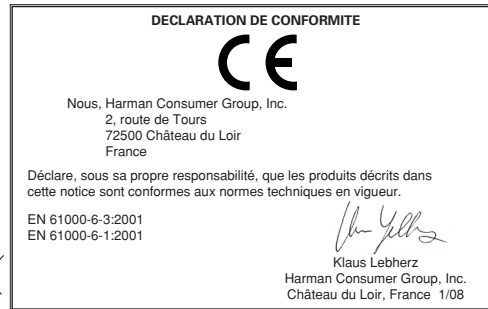 DECLARATION DE CONFORMITE
CE
Nous, Harman Consumer Group, Inc.
2, route de Tours
72500 Château du Loir
France
Déclare, sous sa propre responsabilité, que les produits décrits dans
cette notice sont conformes aux normes techniques en vigueur.
EN 61000-6-3:2001
EN 61000-6-1:2001
Klaus Lebherz
Harman Consumer Group, Inc.
Château du Loir, France 1/08